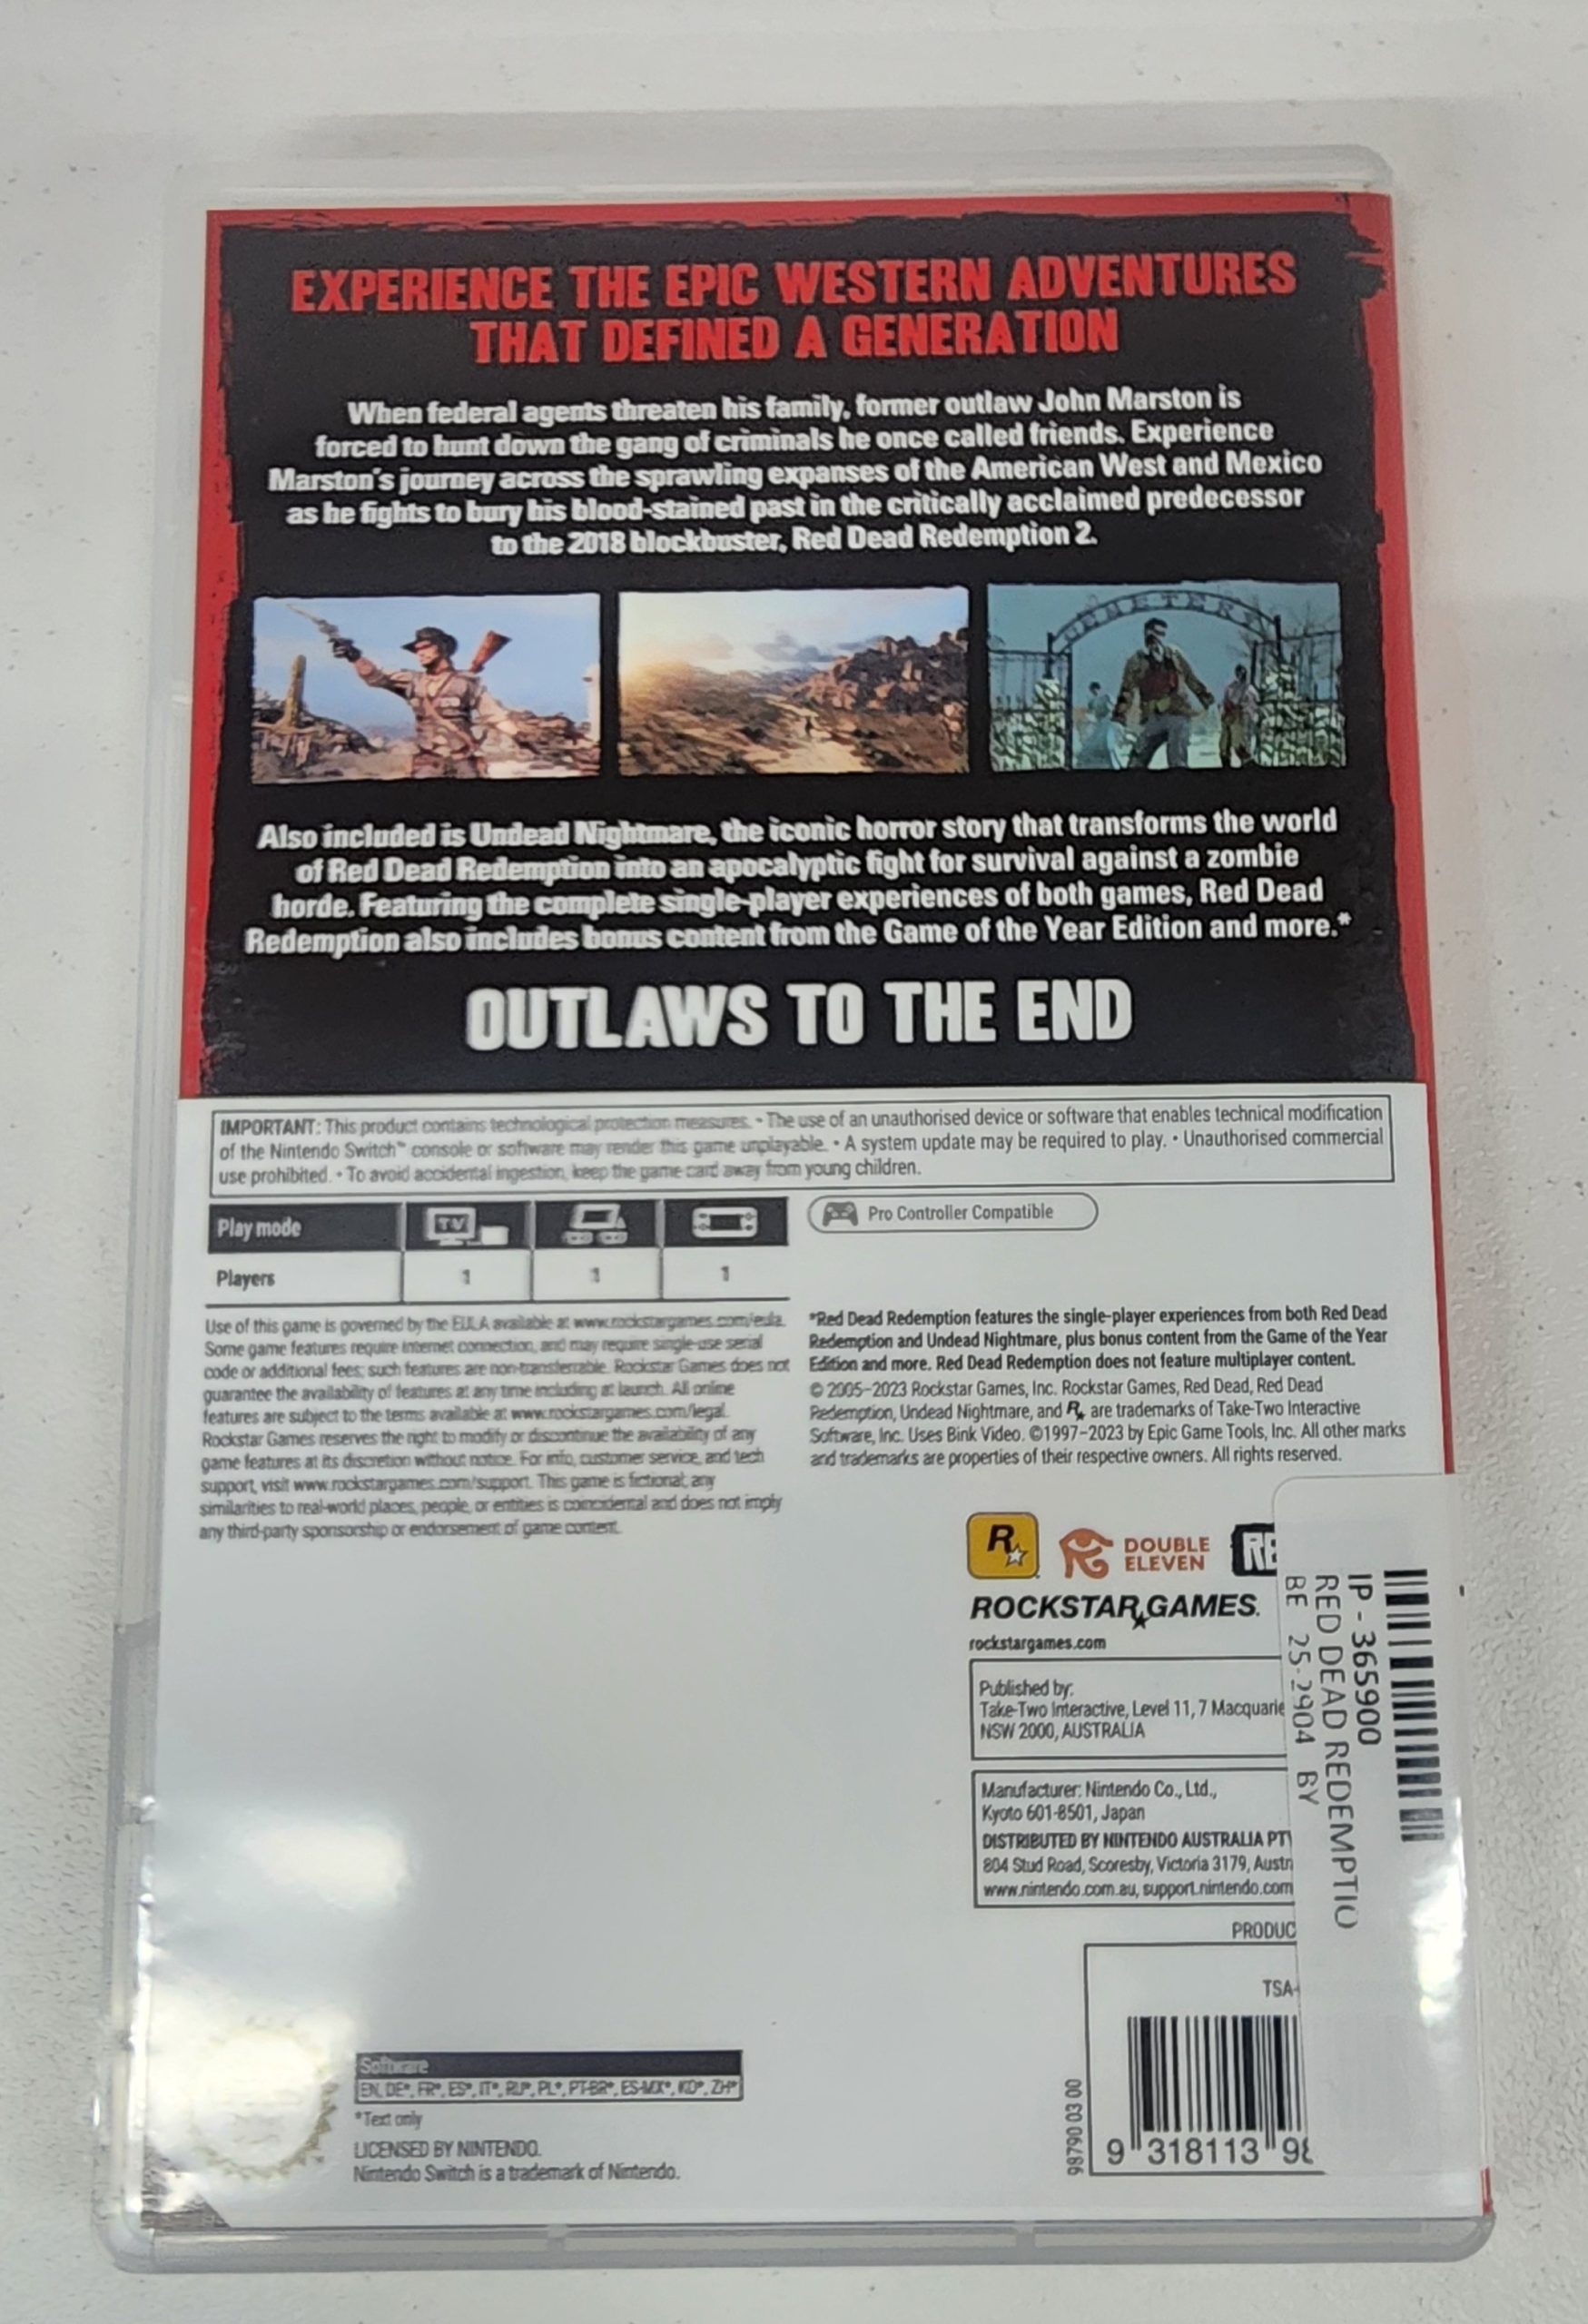 EXPERIENCE THE EPIC WESTERN ADVENTURES
THAT DEFINED A GENERATION
When federal agents threaten his family, former outlaw John Marston is
forced to hunt down the gang of criminals he once called friends. Experience
Marston's journey across the sprawling expanses of the American West and Mexico
as he fights to bury his blood-stained past in the critically acclaimed predecessor
to the 2018 blockbuster, Red Dead Redemption 2.
CEMETERY
Also included is Undead Nightmare, the iconic horror story that transforms the world
of Red Dead Redemption into an apocalyptic fight for survival against a zombie
horde. Featuring the complete single-player experiences of both games, Red Dead
Redemption also includes bonus content from the Game of the Year Edition and more.*
OUTLAWS TO THE END
IMPORTANT: This product contains technological protection measures. • The use of an unauthorised device or software that enables technical modification
of the Nintendo Switch™ console or software may render this game unplayable. • A system update may be required to play. • Unauthorised commercial
use prohibited. • To avoid accidental ingestion, keep the game card away from young children.
Play mode TV
Players 1 1 1
Pro Controller Compatible
Use of this game is governed by the EULA available at www.rockstargames.com/eula.
Some game features require Internet connection, and may require single-use serial
code or additional fees; such features are non-transferrable. Rockstar Games does not
guarantee the availability of features at any time including at launch. All online
features are subject to the terms available at www.rockstargames.com/legal.
Rockstar Games reserves the right to modify or discontinue the availability of any
game features at its discretion without notice. For info, customer service, and tech
support, visit www.rockstargames.com/support. This game is fictional; any
similarities to real-world places, people, or entities is coincidental and does not imply
any third-party sponsorship or endorsement of game content.
*Red Dead Redemption features the single-player experiences from both Red Dead
Redemption and Undead Nightmare, plus bonus content from the Game of the Year
Edition and more. Red Dead Redemption does not feature multiplayer content.
© 2005-2023 Rockstar Games, Inc. Rockstar Games, Red Dead, Red Dead
Redemption, Undead Nightmare, and R★ are trademarks of Take-Two Interactive
Software, Inc. Uses Bink Video. ©1997-2023 by Epic Game Tools, Inc. All other marks
and trademarks are properties of their respective owners. All rights reserved.
R
DOUBLE
ELEVEN
RE
ROCKSTAR GAMES.
rockstargames.com
Published by:
Take-Two Interactive, Level 11, 7 Macquarie
NSW 2000, AUSTRALIA
Manufacturer: Nintendo Co., Ltd.,
Kyoto 601-8501, Japan
DISTRIBUTED BY NINTENDO AUSTRALIA PTY
804 Stud Road, Scoresby, Victoria 3179, Austr
www.nintendo.com.au, support.nintendo.com
PRODUC
TSA-
98790 03 00
9 318113 98
IP - 365900
RED DEAD REDEMPTIO
BE 25-2904 BY
Software
EN, DE*, FR*, ES*, IT*, RU*, PL*, PT-BR*, ES-MX*, KO*, ZH*
*Text only
LICENSED BY NINTENDO.
Nintendo Switch is a trademark of Nintendo.